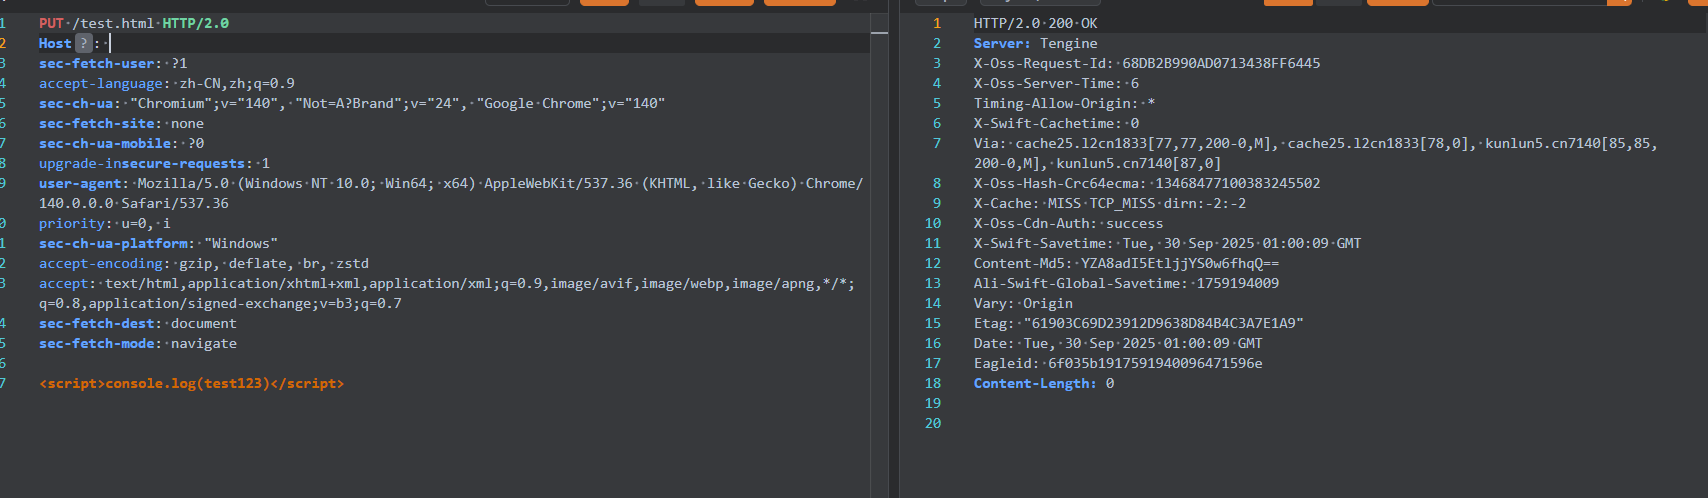 1 PUT /test.html HTTP/2.0
2 Host ? :
3 sec-fetch-user: ?1
4 accept-language: zh-CN,zh;q=0.9
5 sec-ch-ua: "Chromium";v="140", "Not=A?Brand";v="24", "Google Chrome";v="140"
6 sec-fetch-site: none
7 sec-ch-ua-mobile: ?0
8 upgrade-insecure-requests: 1
9 user-agent: Mozilla/5.0 (Windows NT 10.0; Win64; x64) AppleWebKit/537.36 (KHTML, like Gecko) Chrome/
140.0.0.0 Safari/537.36
0 priority: u=0, i
1 sec-ch-ua-platform: "Windows"
2 accept-encoding: gzip, deflate, br, zstd
3 accept: text/html,application/xhtml+xml,application/xml;q=0.9,image/avif,image/webp,image/apng,*/*;
q=0.8,application/signed-exchange;v=b3;q=0.7
4 sec-fetch-dest: document
5 sec-fetch-mode: navigate
6
7 <script>console.log(test123)</script>
1 HTTP/2.0 200 OK
2 Server: Tengine
3 X-Oss-Request-Id: 68DB2B990AD0713438FF6445
4 X-Oss-Server-Time: 6
5 Timing-Allow-Origin: *
6 X-Swift-Cachetime: 0
7 Via: cache25.l2cn1833[77,77,200-0,M], cache25.l2cn1833[78,0], kunlun5.cn7140[85,85,
200-0,M], kunlun5.cn7140[87,0]
8 X-Oss-Hash-Crc64ecma: 13468477100383245502
9 X-Cache: MISS TCP_MISS dirn:-2:-2
10 X-Oss-Cdn-Auth: success
11 X-Swift-Savetime: Tue, 30 Sep 2025 01:00:09 GMT
12 Content-Md5: YZA8adI5EtljjYS0w6fhqQ==
13 Ali-Swift-Global-Savetime: 1759194009
14 Vary: Origin
15 Etag: "61903C69D23912D9638D84B4C3A7E1A9"
16 Date: Tue, 30 Sep 2025 01:00:09 GMT
17 Eagleid: 6f035b1917591940096471596e
18 Content-Length: 0
19
20